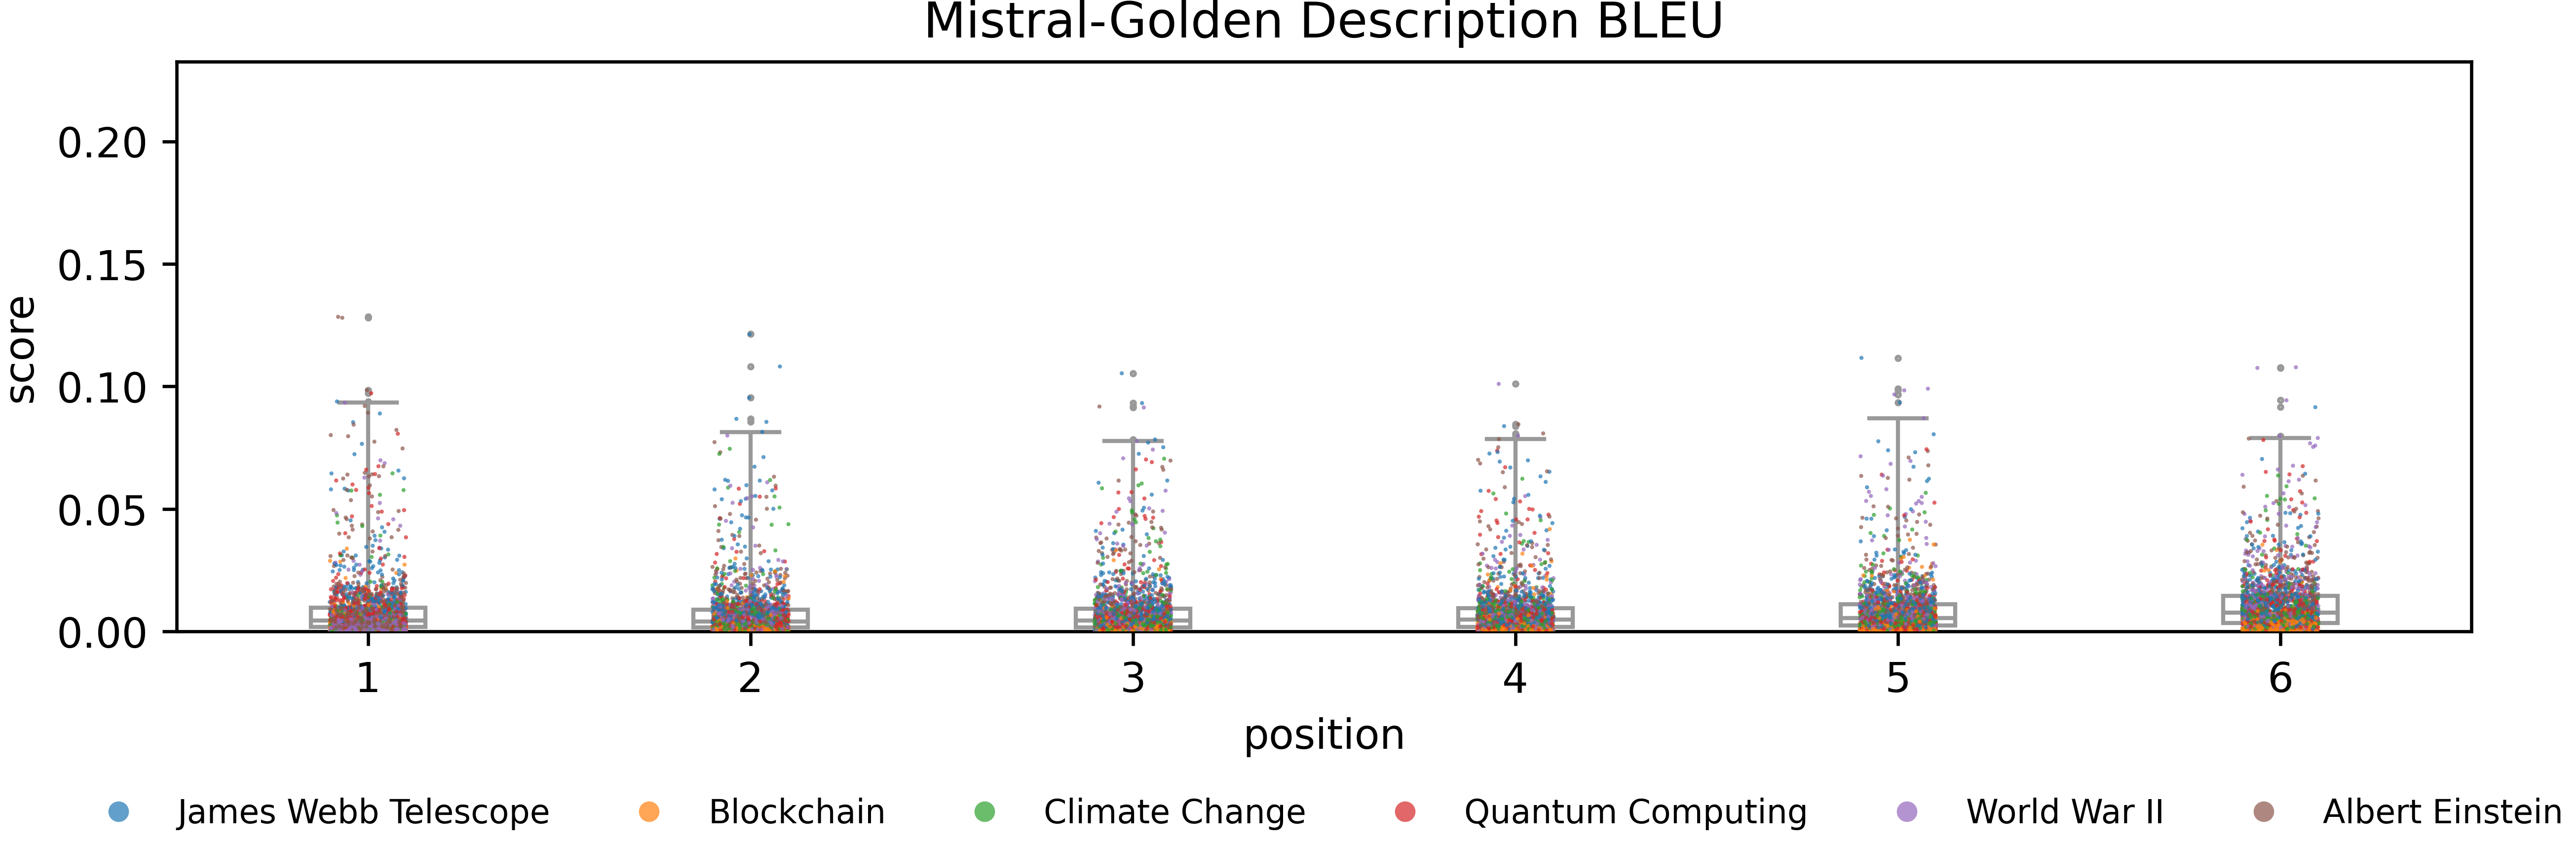 Mistral-Golden Description BLEU
0.20
0.15
0.10
0.05
0.00
score
1 2 3 4 5 6
position
James Webb Telescope Blockchain Climate Change Quantum Computing World War II Albert Einstein